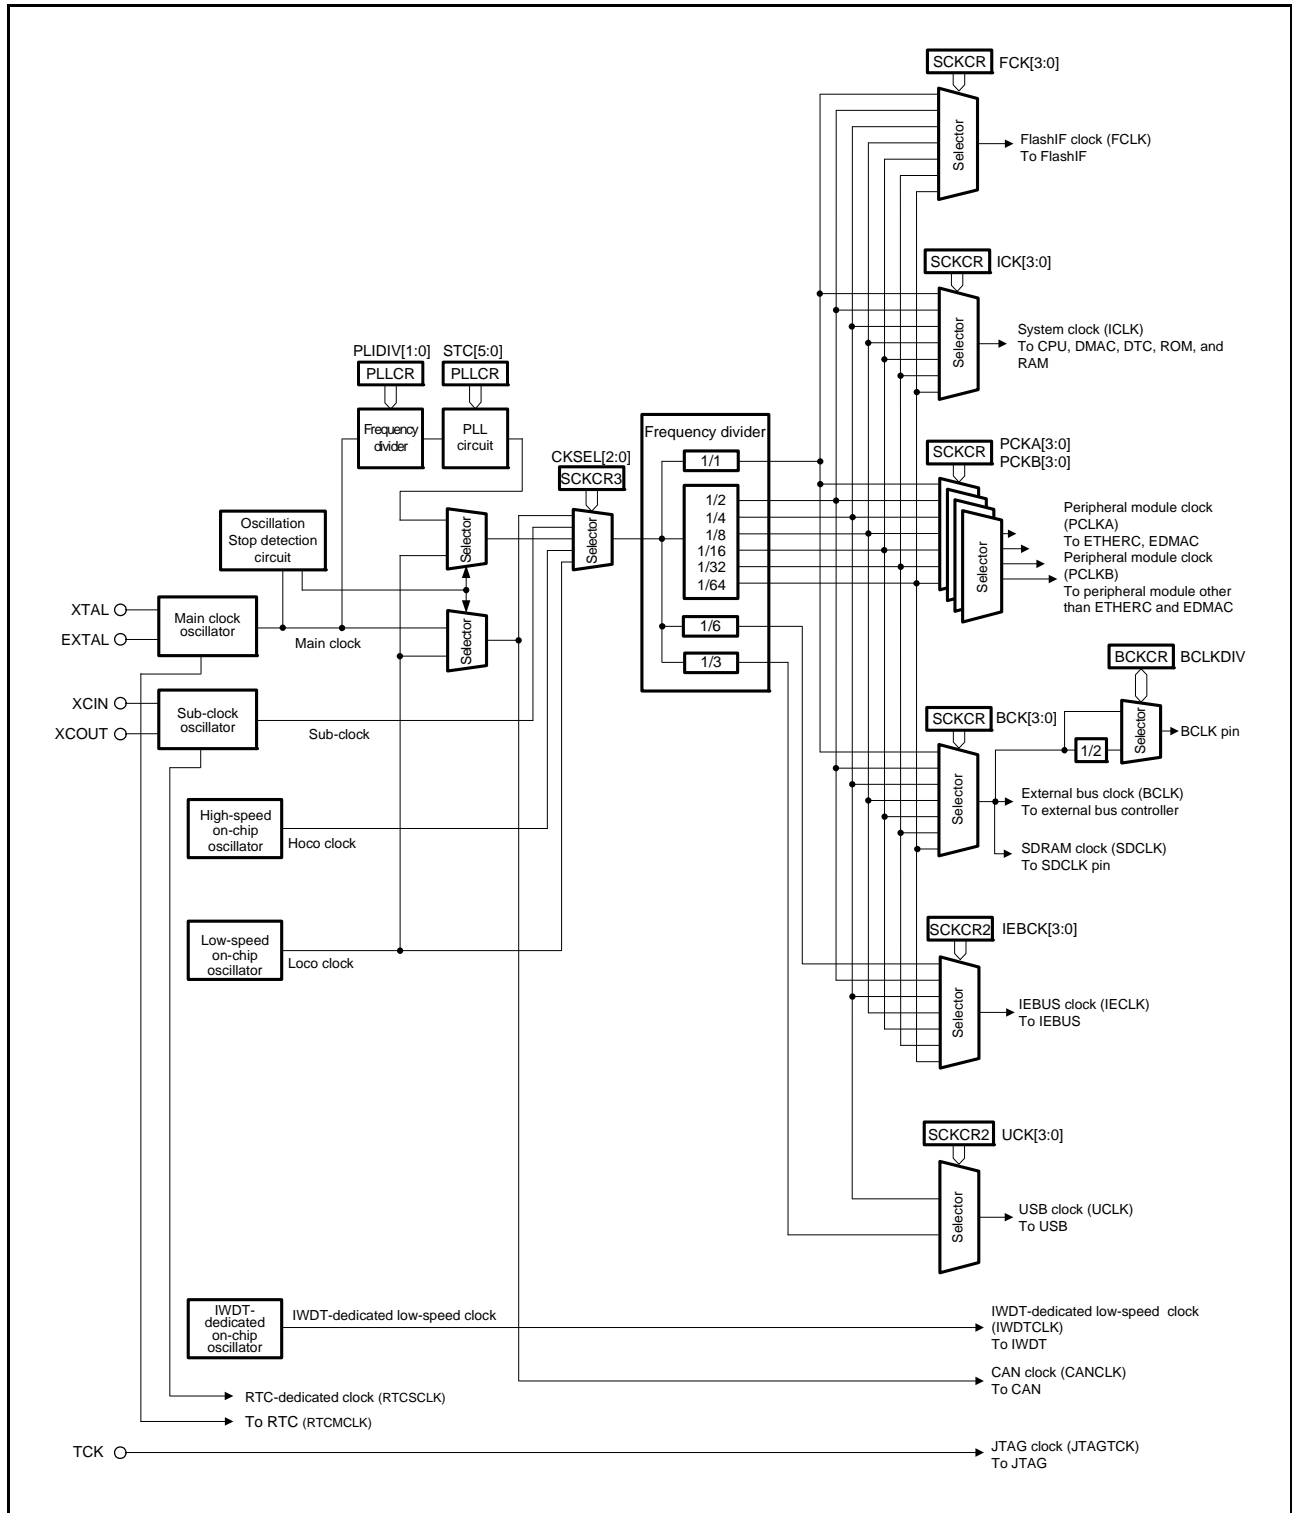 SCKCR FCK[3:0]
Selector
FlashIF clock (FCLK)
To FlashIF
SCKCR ICK[3:0]
Selector
System clock (ICLK)
To CPU, DMAC, DTC, ROM, and
RAM
PLIDIV[1:0] STC[5:0]
PLLCR PLLCR
Frequency
divider
PLL
circuit
CKSEL[2:0]
SCKCR3
Selector
Frequency divider
1/1
1/2
1/4
1/8
1/16
1/32
1/64
1/6
1/3
SCKCR PCKA[3:0]
PCKB[3:0]
Selector
Peripheral module clock
(PCLKA)
To ETHERC, EDMAC
Peripheral module clock
(PCLKB)
To peripheral module other
than ETHERC and EDMAC
Oscillation
Stop detection
circuit
Selector
Selector
XTAL
EXTAL
Main clock
oscillator
Main clock
XCIN
XCOUT
Sub-clock
oscillator
Sub-clock
BCKCR BCLKDIV
Selector
1/2
BCLK pin
SCKCR BCK[3:0]
Selector
External bus clock (BCLK)
To external bus controller
SDRAM clock (SDCLK)
To SDCLK pin
High-speed
on-chip
oscillator
Hoco clock
Low-speed
on-chip
oscillator
Loco clock
SCKCR2 IEBCK[3:0]
Selector
IEBUS clock (IECLK)
To IEBUS
SCKCR2 UCK[3:0]
Selector
USB clock (UCLK)
To USB
IWDT-
dedicated
on-chip
oscillator
IWDT-dedicated low-speed clock
IWDT-dedicated low-speed clock
(IWDTCLK)
To IWDT
CAN clock (CANCLK)
To CAN
RTC-dedicated clock (RTCSCLK)
To RTC (RTCMCLK)
TCK
JTAG clock (JTAGTCK)
To JTAG